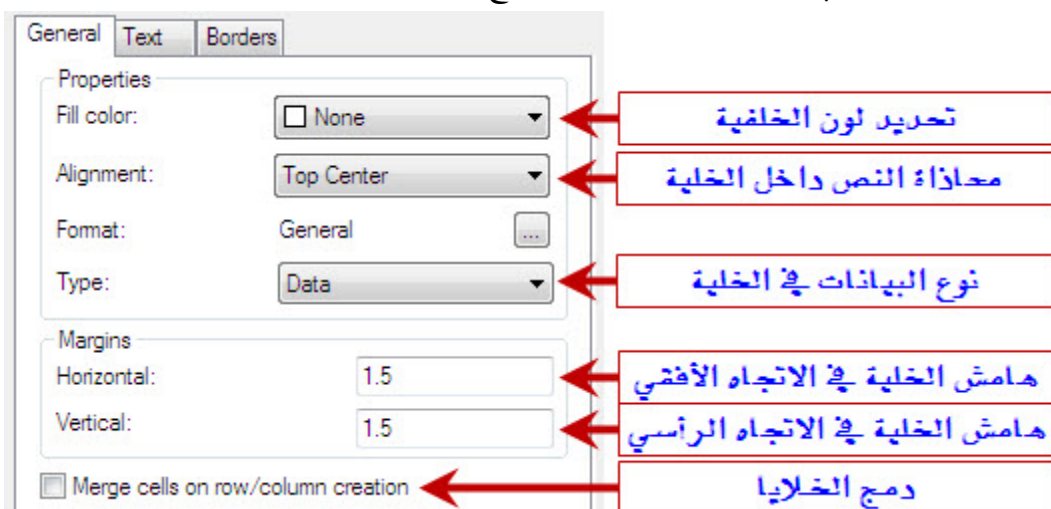 General Text Borders
Properties
Fill color: None تحديد لون الخلفية
Alignment: Top Center محاذاة النص داخل الخلية
Format: General ...
Type: Data نوع البيانات في الخلية
Margins
Horizontal: 1.5 هامش الخلية في الاتجاه الأفقي
Vertical: 1.5 هامش الخلية في الاتجاه الرأسي
Merge cells on row/column creation دمج الخلايا